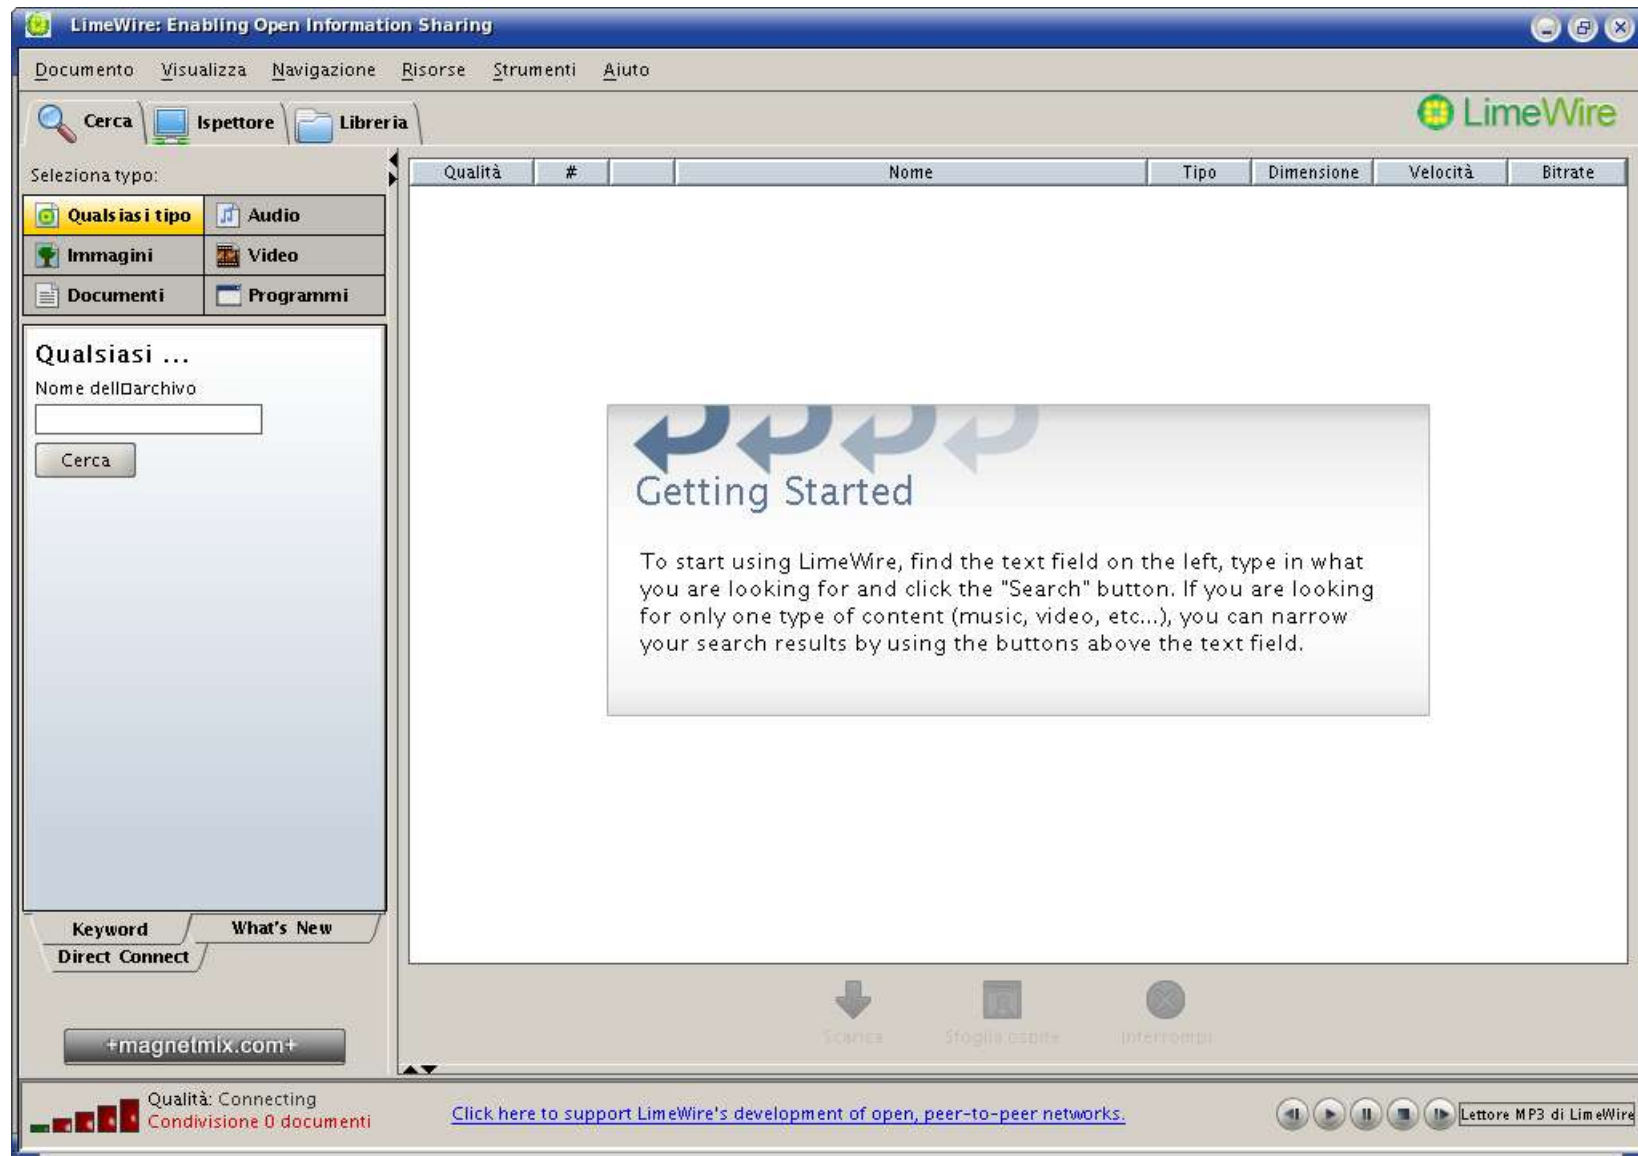 LimeWire: Enabling Open Information Sharing
Documento Visualizza Navigazione Risorse Strumenti Aiuto
Cerca Ispettore Libreria
LimeWire
Seleziona typo:
Qualsiasi tipo Audio
Immagini Video
Documenti Programmi
Qualsiasi ...
Nome dell□archivo
Cerca
Keyword What's New
Direct Connect
+magnetmix.com+
Qualità # Nome Tipo Dimensione Velocità Bitrate
Getting Started
To start using LimeWire, find the text field on the left, type in what
you are looking for and click the "Search" button. If you are looking
for only one type of content (music, video, etc...), you can narrow
your search results by using the buttons above the text field.
Scarica Sfoglia ospite Interrompi
Qualità: Connecting
Condivisione 0 documenti
Click here to support LimeWire's development of open, peer-to-peer networks.
Lettore MP3 di LimeWire